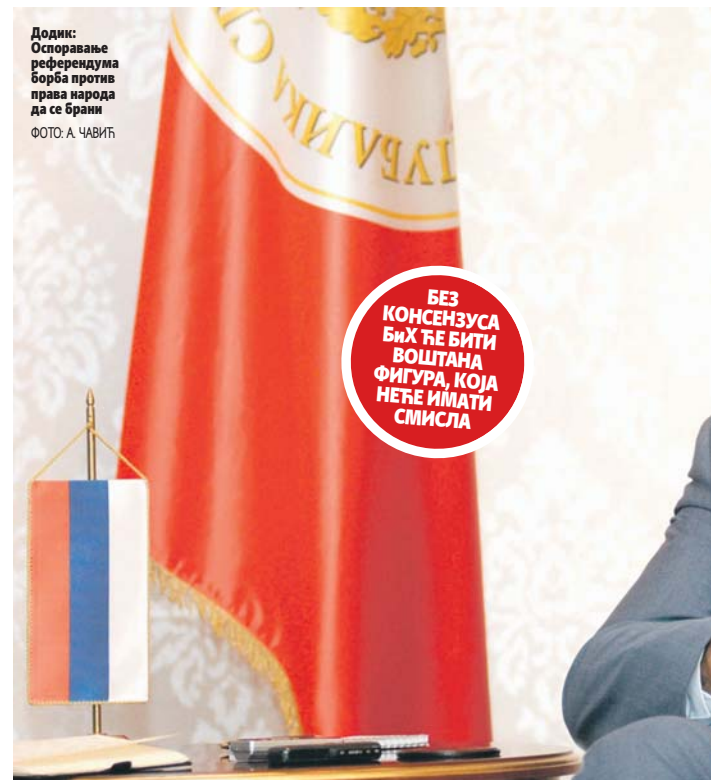 Додик:
Оспоравање
референдума
борба против
права народа
да се брани
ФОТО: А. ЧАВИЋ
БЕЗ
КОНСЕНЗУСА
БиХ ЋЕ БИТИ
ВОШТАНА
ФИГУРА, КОЈА
НЕЋЕ ИМАТИ
СМИСЛА